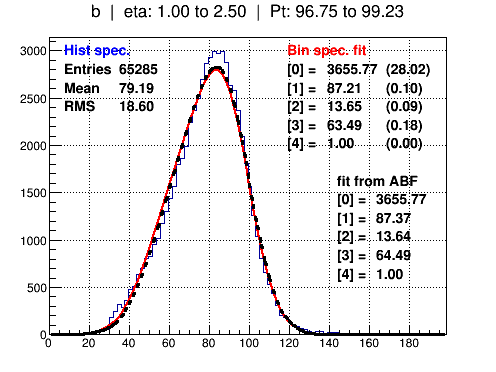 b | eta: 1.00 to 2.50 | Pt: 96.75 to 99.23
Hist spec.
Entries 65285
Mean 79.19
RMS 18.60
Bin spec. fit
[0] = 3655.77 (28.02)
[1] = 87.21 (0.10)
[2] = 13.65 (0.09)
[3] = 63.49 (0.18)
[4] = 1.00 (0.00)
fit from ABF
[0] = 3655.77
[1] = 87.37
[2] = 13.64
[3] = 64.49
[4] = 1.00
3000
2500
2000
1500
1000
500
0
0 20 40 60 80 100 120 140 160 180